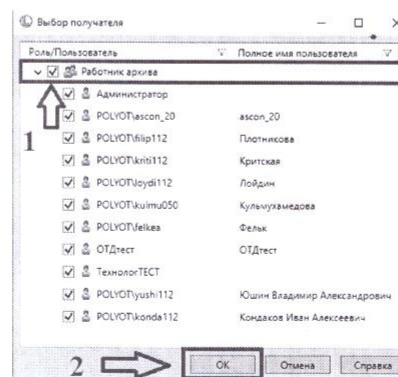 Выбор получателя
Роль/Пользователь Полное имя пользователя
Работник архива
Администратор
POLYOT\ascon_20 ascon_20
POLYOT\filip112 Плотникова
POLYOT\kriti112 Критская
POLYOT\loydi112 Лойдин
POLYOT\kulmu050 Кульмухамедова
POLYOT\felkea Фельк
ОТДтест ОТДтест
ТехнологТЕСТ
POLYOT\yushi112 Юшин Владимир Александрович
POLYOT\konda112 Кондаков Иван Алексеевич
1
2 OK Отмена Справка